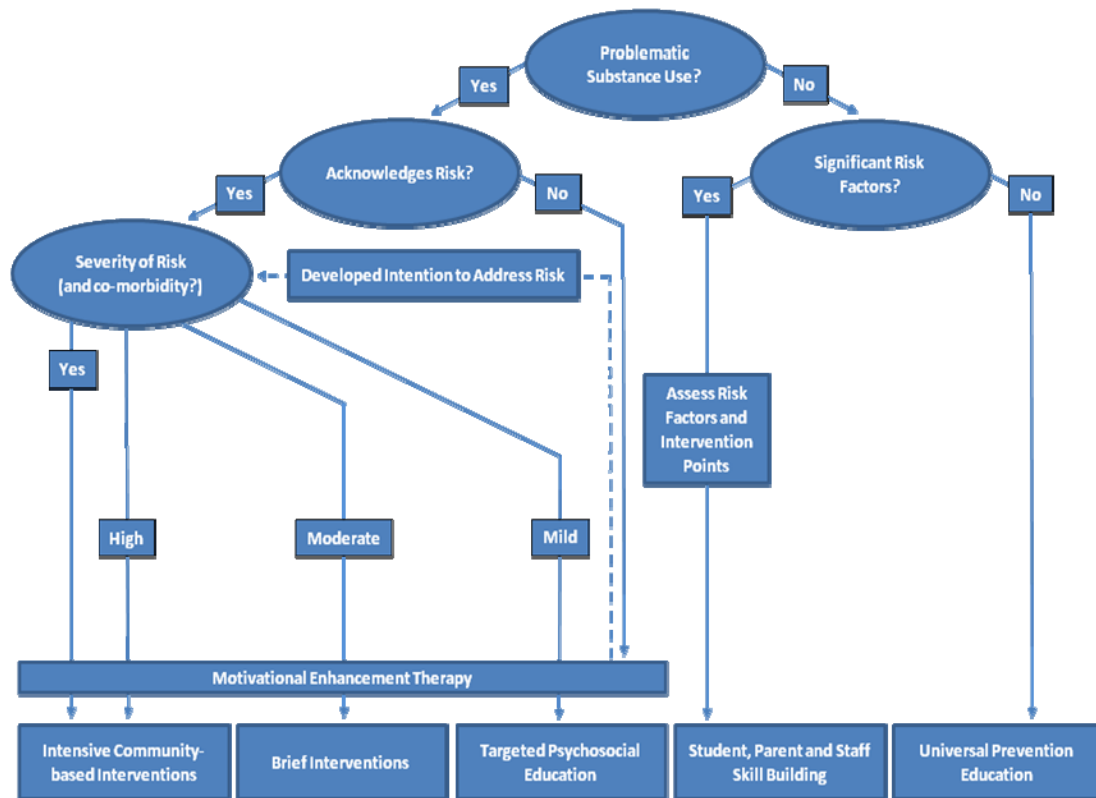 Problematic
Substance Use?
Yes
No
Acknowledges Risk?
Significant Risk
Factors?
Yes
No
Yes
No
Severity of Risk
(and co-morbidity?)
Developed Intention to Address Risk
Yes
Assess Risk
Factors and
Intervention
Points
High
Moderate
Mild
Motivational Enhancement Therapy
Intensive Community-
based Interventions
Brief Interventions
Targeted Psychosocial
Education
Student, Parent and Staff
Skill Building
Universal Prevention
Education